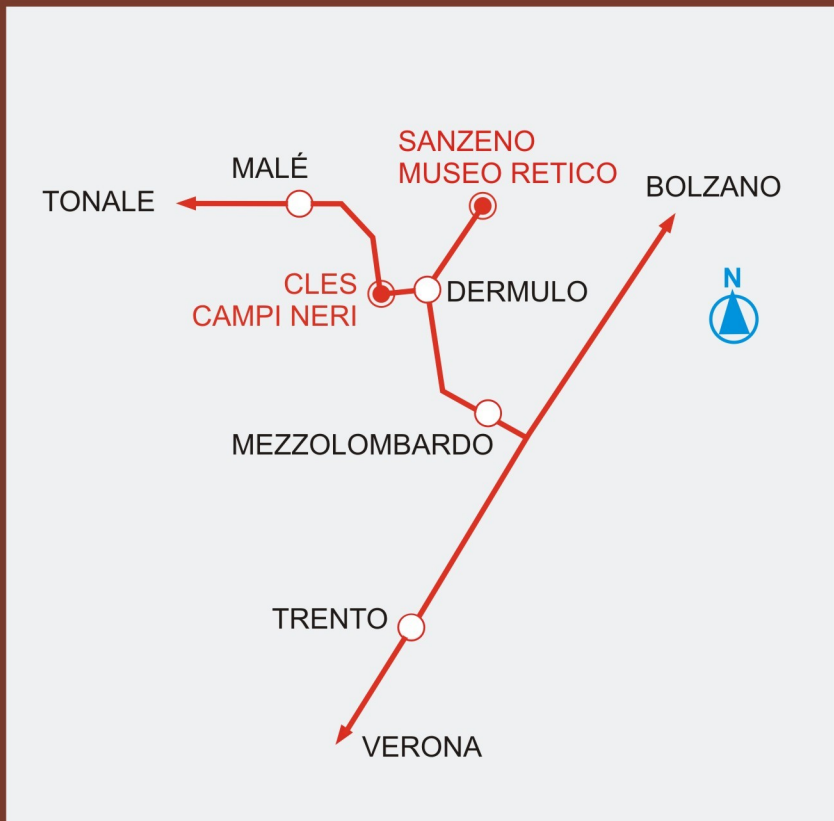 SANZENO
MUSEO RETICO
MALÉ
BOLZANO
TONALE
N
CLES
CAMPI NERI
DERMULO
MEZZOLOMBARDO
TRENTO
VERONA